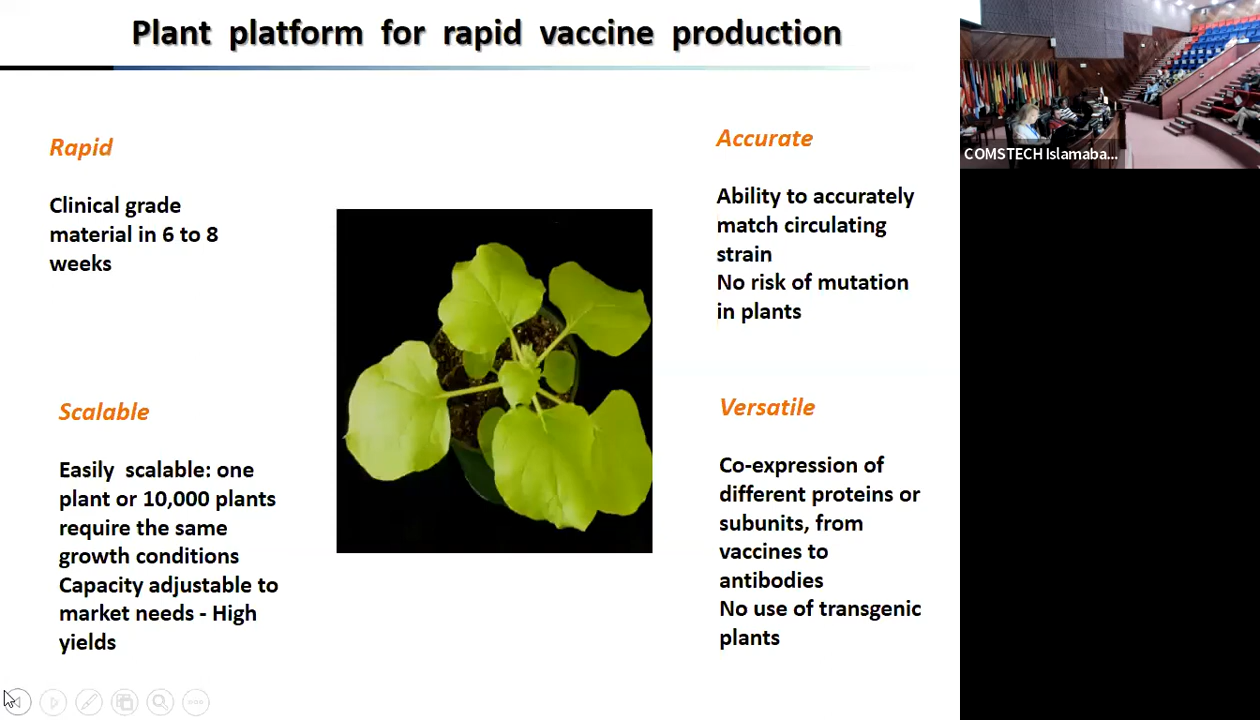 Plant platform for rapid vaccine production
Rapid
Clinical grade
material in 6 to 8
weeks
Scalable
Easily scalable: one
plant or 10,000 plants
require the same
growth conditions
Capacity adjustable to
market needs - High
yields
Accurate
Ability to accurately
match circulating
strain
No risk of mutation
in plants
Versatile
Co-expression of
different proteins or
subunits, from
vaccines to
antibodies
No use of transgenic
plants
COMSTECH Islamaba...